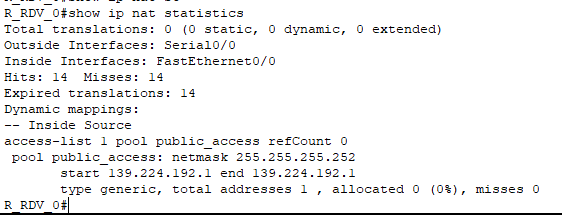 R_RDV_0#show ip nat statistics
Total translations: 0 (0 static, 0 dynamic, 0 extended)
Outside Interfaces: Serial0/0
Inside Interfaces: FastEthernet0/0
Hits: 14  Misses: 14
Expired translations: 14
Dynamic mappings:
-- Inside Source
access-list 1 pool public_access refCount 0
 pool public_access: netmask 255.255.255.252
       start 139.224.192.1 end 139.224.192.1
       type generic, total addresses 1 , allocated 0 (0%), misses 0
R_RDV_0#